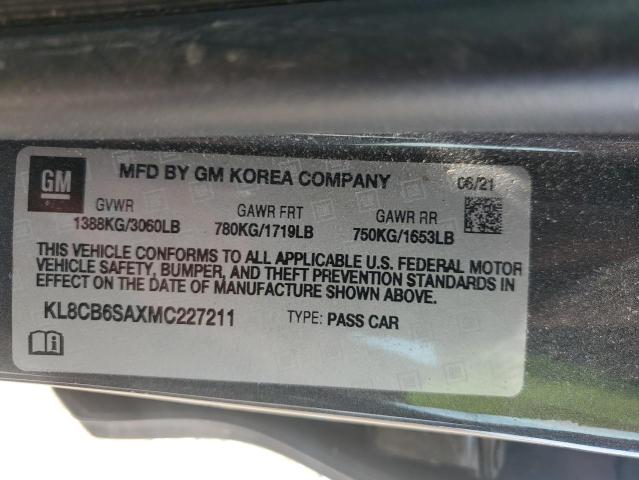 GM
MFD BY GM KOREA COMPANY 06/21
GVWR GAWR FRT GAWR RR
1388KG/3060LB 780KG/1719LB 750KG/1653LB
THIS VEHICLE CONFORMS TO ALL APPLICABLE U.S. FEDERAL MOTOR
VEHICLE SAFETY, BUMPER, AND THEFT PREVENTION STANDARDS IN
EFFECT ON THE DATE OF MANUFACTURE SHOWN ABOVE.
KL8CB6SAXMC227211 TYPE: PASS CAR